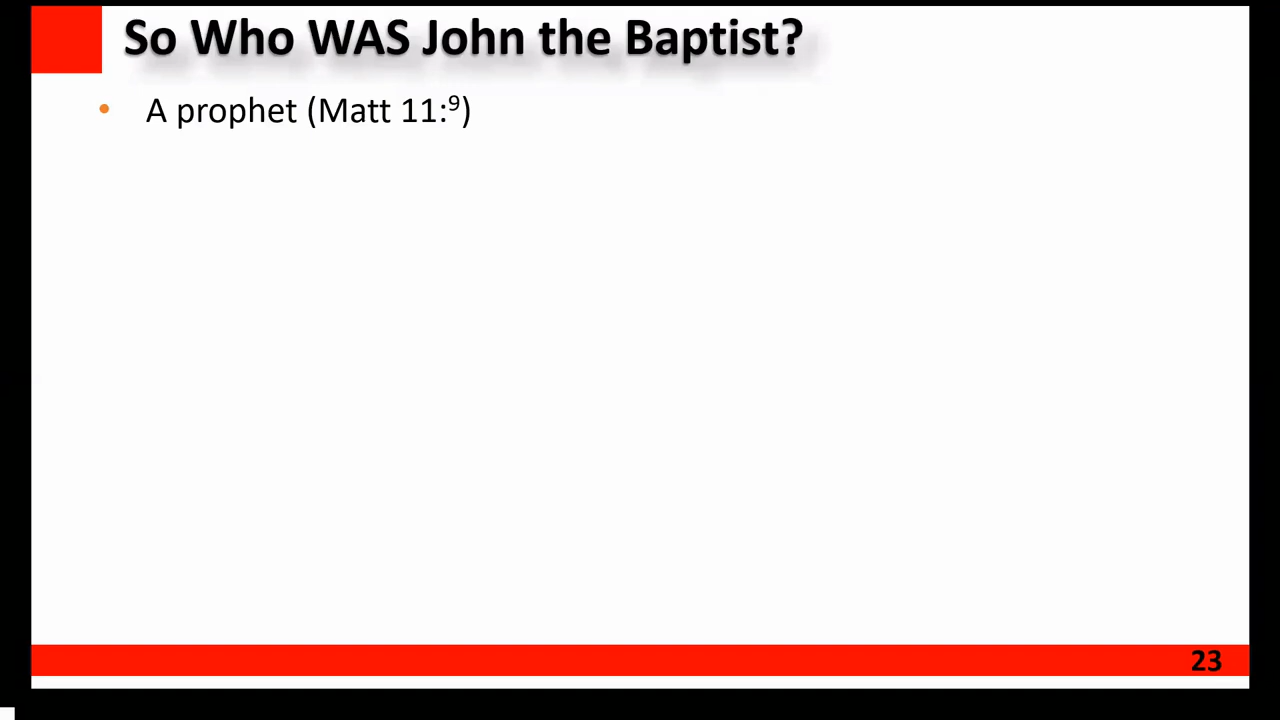 So Who WAS John the Baptist?
• A prophet (Matt 11:⁹)
23